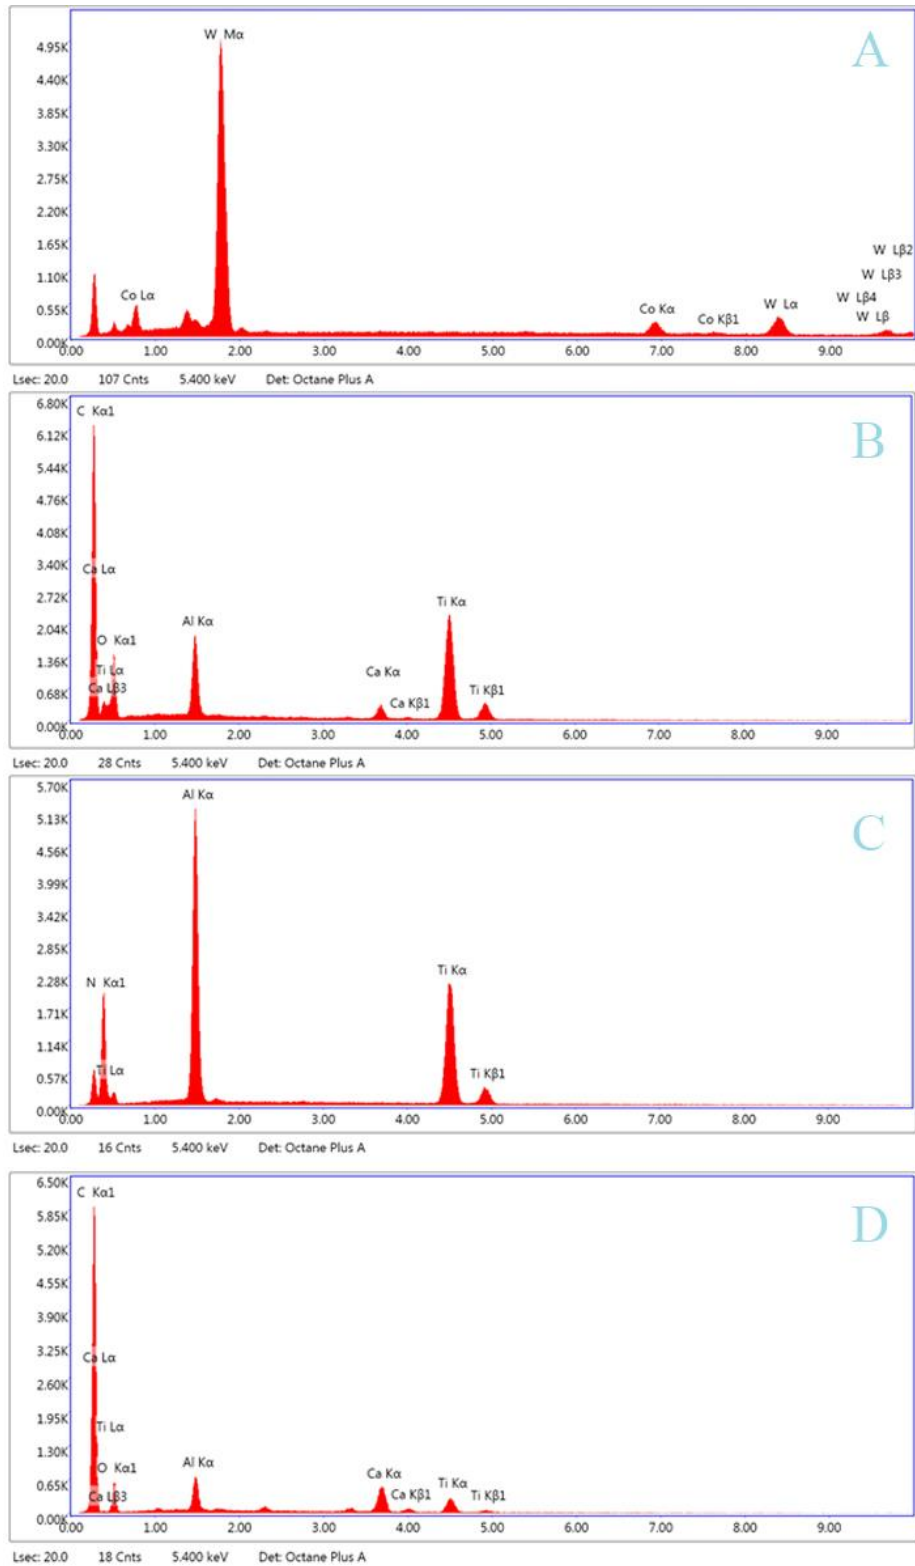 A
W Mα
4.95K
4.40K
3.85K
3.30K
2.75K
2.20K
1.65K
1.10K
0.55K
0.00K
Co Lα
Co Kα
Co Kβ1
W Lα
W Lβ2
W Lβ3
W Lβ4
W Lβ
0.00 1.00 2.00 3.00 4.00 5.00 6.00 7.00 8.00 9.00
Lsec: 20.0 107 Cnts 5.400 keV Det: Octane Plus A
B
6.80K
6.12K
5.44K
4.76K
4.08K
3.40K
2.72K
2.04K
1.36K
0.68K
0.00K
C Kα1
Ca Lα
O Kα1
Ti Lα
Ca Lβ3
Al Kα
Ca Kα
Ca Kβ1
Ti Kα
Ti Kβ1
0.00 1.00 2.00 3.00 4.00 5.00 6.00 7.00 8.00 9.00
Lsec: 20.0 28 Cnts 5.400 keV Det: Octane Plus A
C
5.70K
5.13K
4.56K
3.99K
3.42K
2.85K
2.28K
1.71K
1.14K
0.57K
0.00K
Al Kα
N Kα1
Ti Lα
Ti Kα
Ti Kβ1
0.00 1.00 2.00 3.00 4.00 5.00 6.00 7.00 8.00 9.00
Lsec: 20.0 16 Cnts 5.400 keV Det: Octane Plus A
D
6.50K
5.85K
5.20K
4.55K
3.90K
3.25K
2.60K
1.95K
1.30K
0.65K
0.00K
C Kα1
Ca Lα
Ti Lα
O Kα1
Ca Lβ3
Al Kα
Ca Kα
Ca Kβ1
Ti Kα
Ti Kβ1
0.00 1.00 2.00 3.00 4.00 5.00 6.00 7.00 8.00 9.00
Lsec: 20.0 18 Cnts 5.400 keV Det: Octane Plus A